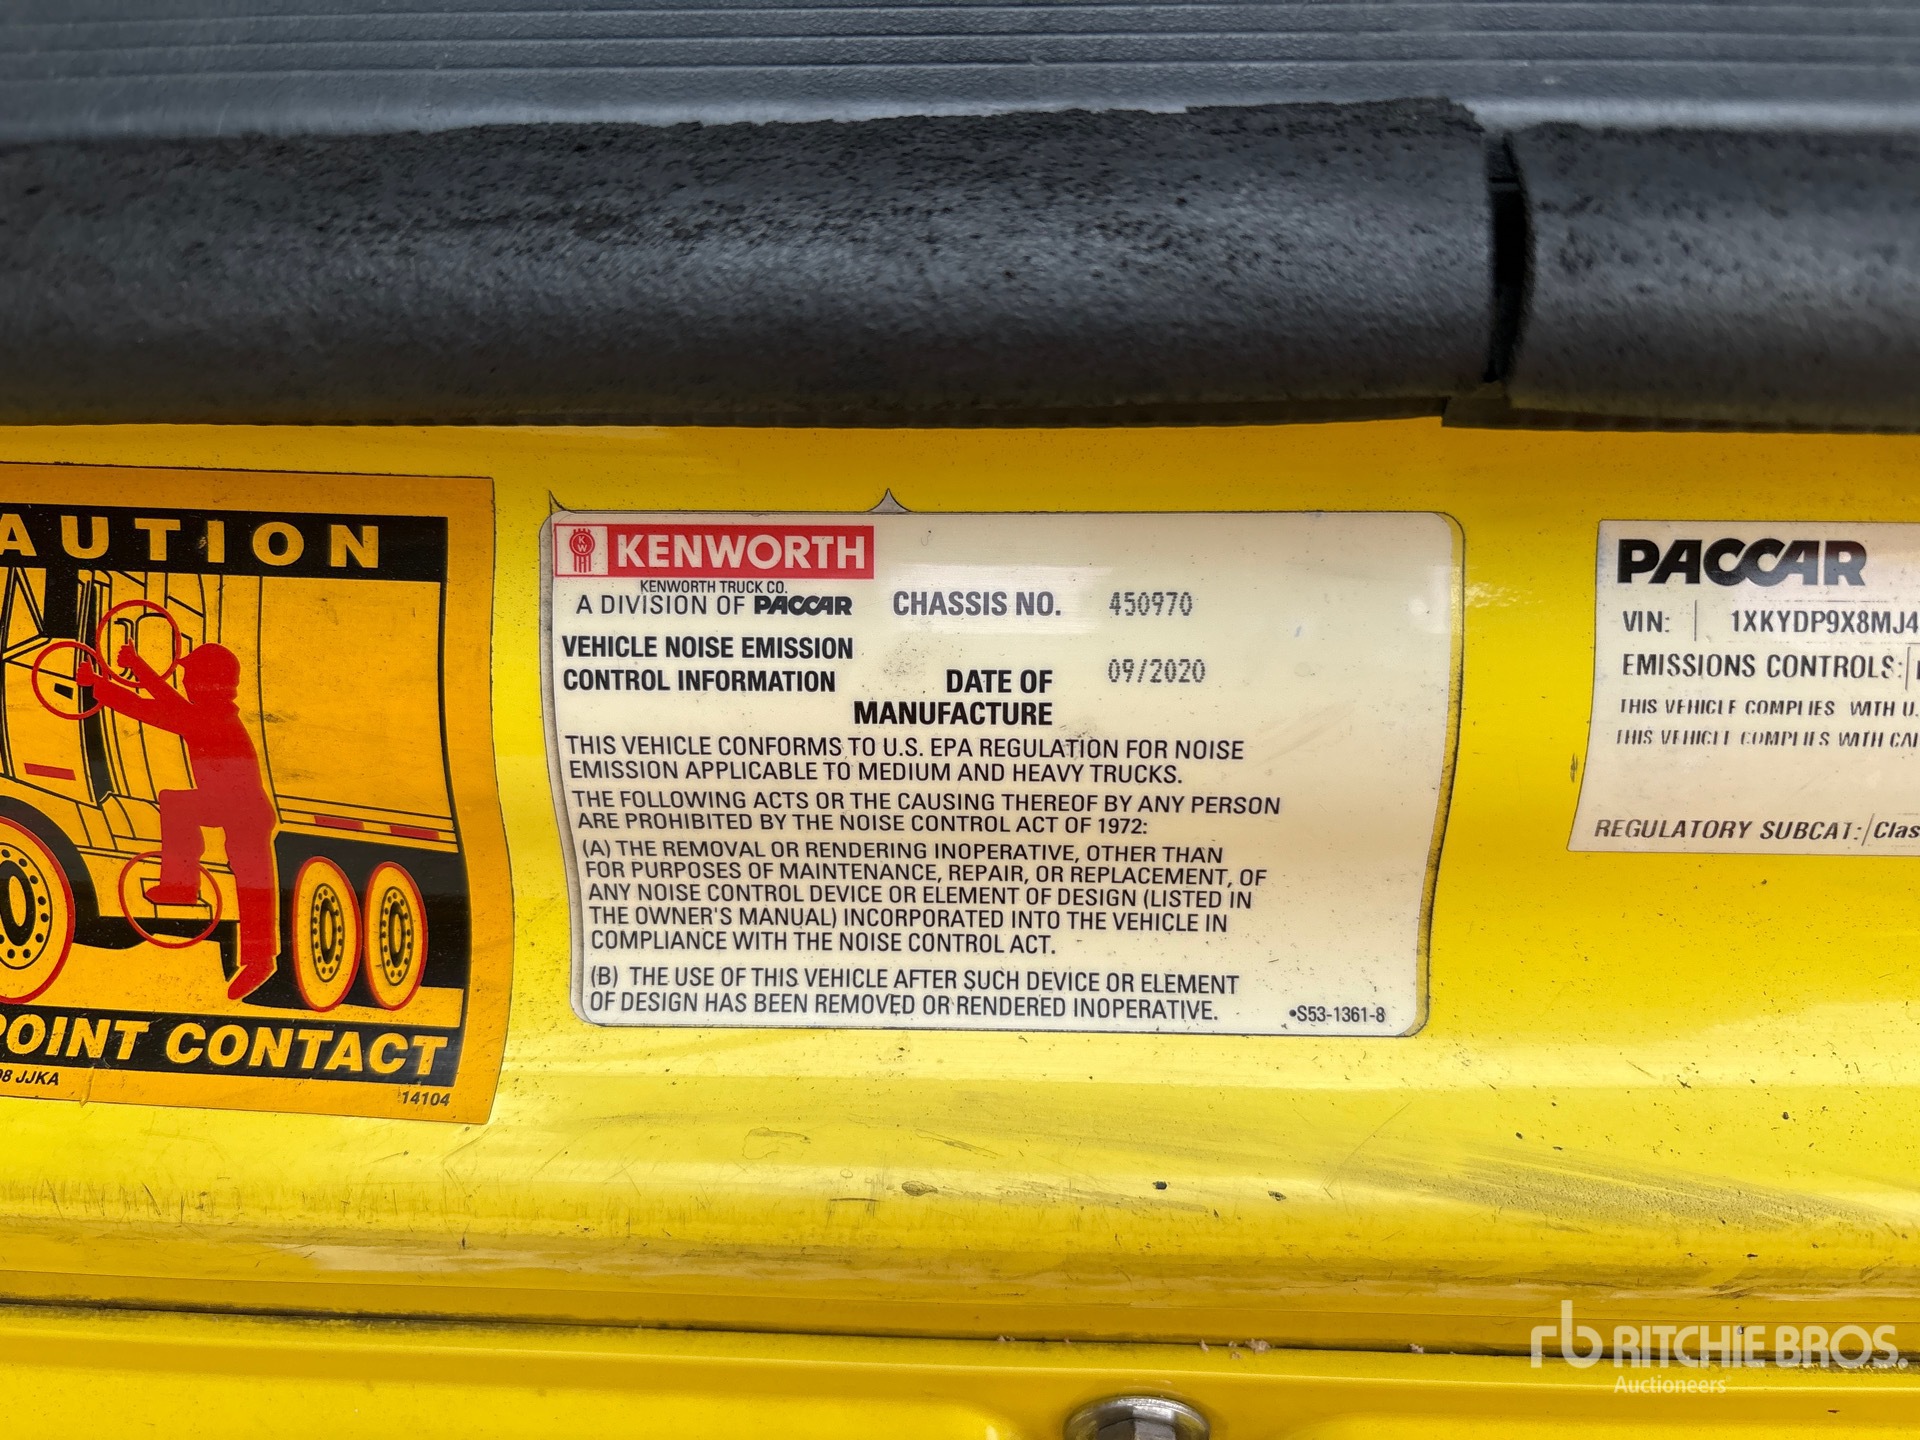 AUTION
POINT CONTACT
98 JJKA
14104
KW
KENWORTH
KENWORTH TRUCK CO.
A DIVISION OF PACCAR
CHASSIS NO. 450970
VEHICLE NOISE EMISSION
CONTROL INFORMATION
DATE OF
MANUFACTURE
09/2020
THIS VEHICLE CONFORMS TO U.S. EPA REGULATION FOR NOISE
EMISSION APPLICABLE TO MEDIUM AND HEAVY TRUCKS.
THE FOLLOWING ACTS OR THE CAUSING THEREOF BY ANY PERSON
ARE PROHIBITED BY THE NOISE CONTROL ACT OF 1972:
(A) THE REMOVAL OR RENDERING INOPERATIVE, OTHER THAN
FOR PURPOSES OF MAINTENANCE, REPAIR, OR REPLACEMENT, OF
ANY NOISE CONTROL DEVICE OR ELEMENT OF DESIGN (LISTED IN
THE OWNER'S MANUAL) INCORPORATED INTO THE VEHICLE IN
COMPLIANCE WITH THE NOISE CONTROL ACT.
(B) THE USE OF THIS VEHICLE AFTER SUCH DEVICE OR ELEMENT
OF DESIGN HAS BEEN REMOVED OR RENDERED INOPERATIVE.
•S53-1361-8
PACCAR
VIN: 1XKYDP9X8MJ4
EMISSIONS CONTROLS:
THIS VEHICLE COMPLIES WITH U.
THIS VEHICLE COMPLIES WITH CAL
REGULATORY SUBCAT: Clas
rb RITCHIE BROS
Auctioneers